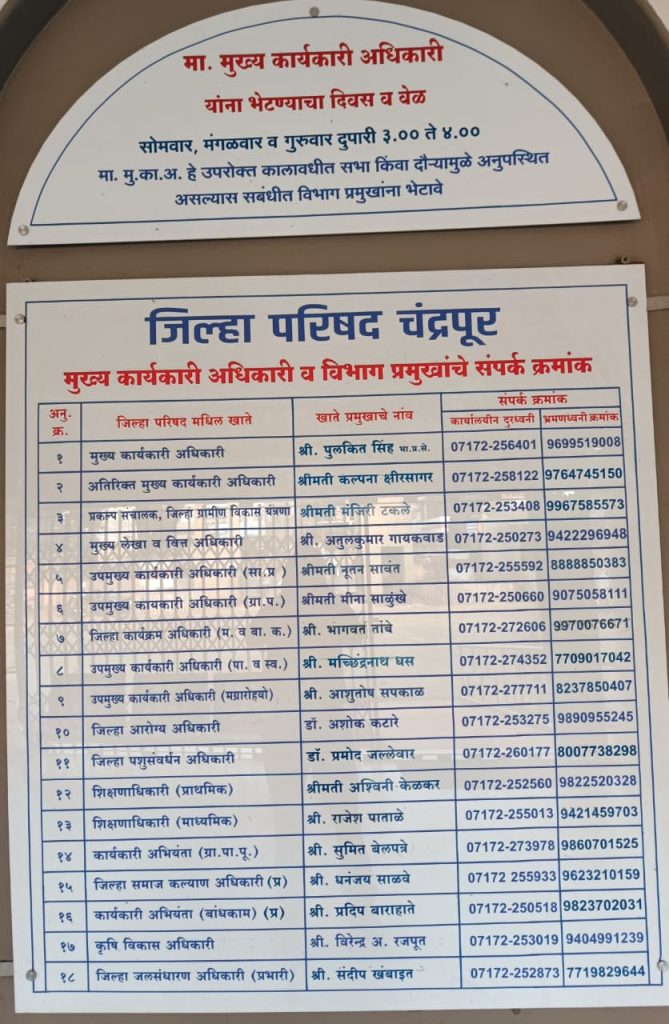 मा. मुख्य कार्यकारी अधिकारी
यांना भेटण्याचा दिवस व वेळ
सोमवार, मंगळवार व गुरुवार दुपारी ३.०० ते ४.००
मा. मु.का.अ. हे उपरोक्त कालावधीत सभा किंवा दौऱ्यामुळे अनुपस्थित
असल्यास सबंधीत विभाग प्रमुखांना भेटावे
जिल्हा परिषद चंद्रपूर
मुख्य कार्यकारी अधिकारी व विभाग प्रमुखांचे संपर्क क्रमांक
अनु. क्र. जिल्हा परिषद मधिल खाते खाते प्रमुखाचे नांव संपर्क क्रमांक
कार्यालयीन दुरध्वनी भ्रमणध्वनी क्रमांक
१ मुख्य कार्यकारी अधिकारी श्री. पुलकित सिंह भा.प्र.से. 07172-256401 9699519008
२ अतिरिक्त मुख्य कार्यकारी अधिकारी श्रीमती कल्पना क्षीरसागर 07172-258122 9764745150
३ प्रकल्प संचालक, जिल्हा ग्रामीण विकास यंत्रणा श्रीमती मंजिरी टकले 07172-253408 9967585573
४ मुख्य लेखा व वित्त अधिकारी श्री. अतुलकुमार गायकवाड 07172-250273 9422296948
५ उपमुख्य कार्यकारी अधिकारी (सा.प्र ) श्रीमती नूतन सावंत 07172-255592 8888850383
६ उपमुख्य कार्यकारी अधिकारी (ग्रा.प.) श्रीमती मीना साळुंखे 07172-250660 9075058111
७ जिल्हा कार्यक्रम अधिकारी (म. व बा. क.) श्री. भागवत तांबे 07172-272606 9970076671
८ उपमुख्य कार्यकारी अधिकारी (पा. व स्व.) श्री. मच्छिंद्रनाथ धस 07172-274352 7709017042
९ उपमुख्य कार्यकारी अधिकारी (मग्रारोहयो) श्री. आशुतोष सपकाळ 07172-277711 8237850407
१० जिल्हा आरोग्य अधिकारी डॉ. अशोक कटारे 07172-253275 9890955245
११ जिल्हा पशुसंवर्धन अधिकारी डॉ. प्रमोद जल्लेवार 07172-260177 8007738298
१२ शिक्षणाधिकारी (प्राथमिक) श्रीमती अश्विनी केळकर 07172-252560 9822520328
१३ शिक्षणाधिकारी (माध्यमिक) श्री. राजेश पाताळे 07172-255013 9421459703
१४ कार्यकारी अभियंता (ग्रा.पा.पू.) श्री. सुमित बेलपत्रे 07172-273978 9860701525
१५ जिल्हा समाज कल्याण अधिकारी (प्र) श्री. धनंजय साळवे 07172 255933 9623210159
१६ कार्यकारी अभियंता (बांधकाम) (प्र) श्री. प्रदिप बाराहाते 07172-250518 9823702031
१७ कृषि विकास अधिकारी श्री. विरेन्द्र अ. रजपूत 07172-253019 9404991239
१८ जिल्हा जलसंधारण अधिकारी (प्रभारी) श्री. संदीप खंबाइत 07172-252873 7719829644